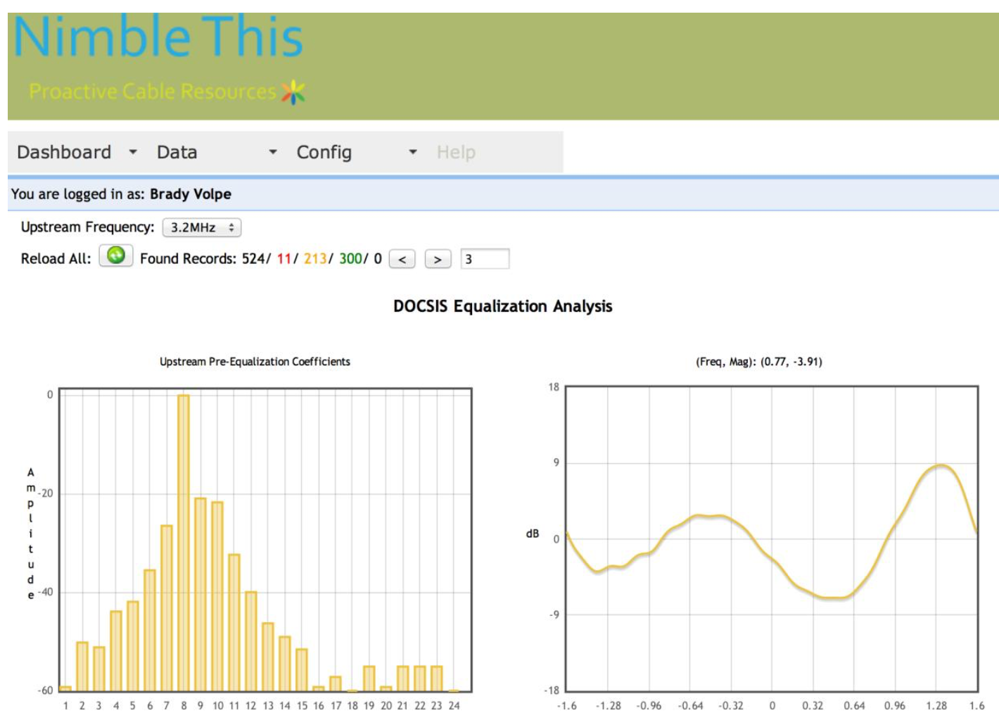 Nimble This
Proactive Cable Resources
Dashboard Data Config Help
You are logged in as: Brady Volpe
Upstream Frequency: 3.2MHz
Reload All: Found Records: 524/ 11/ 213/ 300/ 0 < > 3
DOCSIS Equalization Analysis
Upstream Pre-Equalization Coefficients
0
-20
-40
-60
Amplitude
1 2 3 4 5 6 7 8 9 10 11 12 13 14 15 16 17 18 19 20 21 22 23 24
(Freq, Mag): (0.77, -3.91)
18
9
0
-9
-18
dB
-1.6 -1.28 -0.96 -0.64 -0.32 0 0.32 0.64 0.96 1.28 1.6